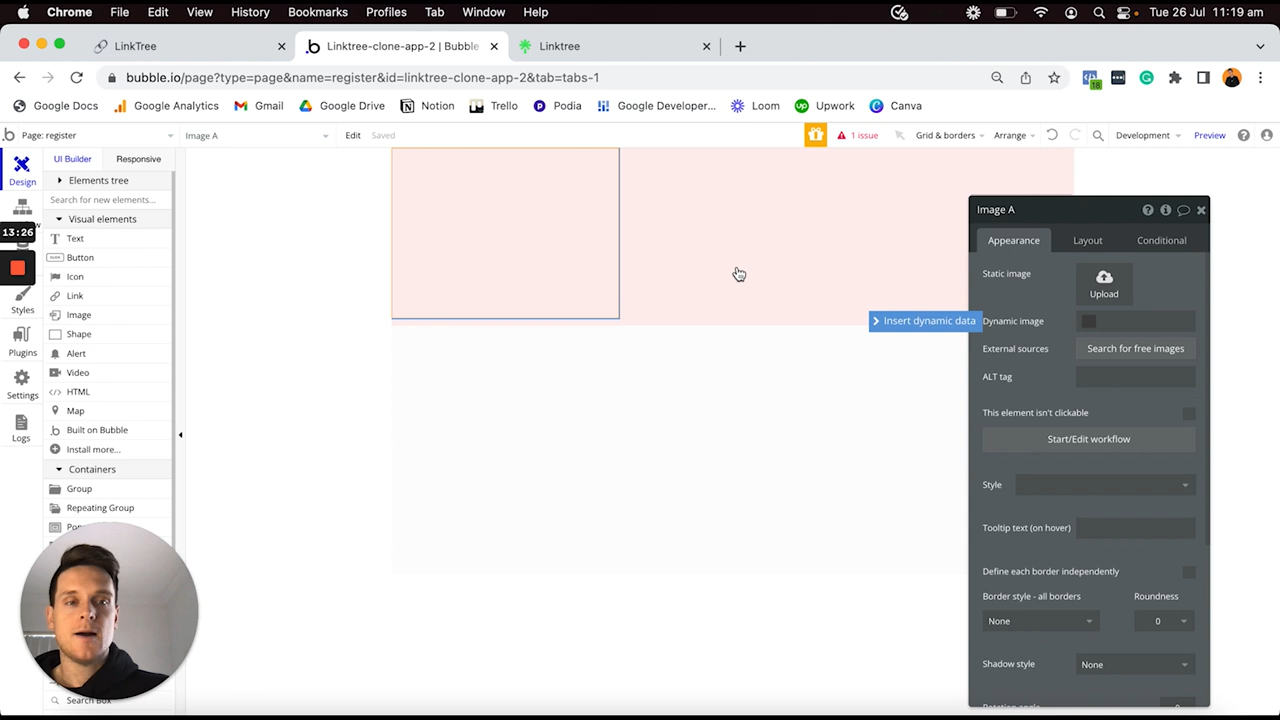 Chrome File Edit View History Bookmarks Profiles Tab Window Help Tue 26 Jul 11:19 am
LinkTree Linktree-clone-app-2 | Bubble Linktree
bubble.io/page?type=page&name=register&id=linktree-clone-app-2&tab=tabs-1
18
Google Docs Google Analytics Gmail Google Drive Notion Trello Podia Google Developer... Loom Upwork Canva
Page: register Image A Edit Saved 1 issue Grid & borders Arrange Development Preview
Design
UI Builder Responsive
Elements tree
Search for new elements...
Visual elements
13:26
Text
Button
Icon
Styles
Link
Image
Plugins
Shape
Alert
Video
Settings
HTML
Map
Logs
Built on Bubble
Install more...
Containers
Group
Repeating Group
Search Box
Image A
Appearance Layout Conditional
Static image
Upload
Insert dynamic data
Dynamic image
External sources Search for free images
ALT tag
This element isn't clickable
Start/Edit workflow
Style
Tooltip text (on hover)
Define each border independently
Border style - all borders Roundness
None 0
Shadow style None